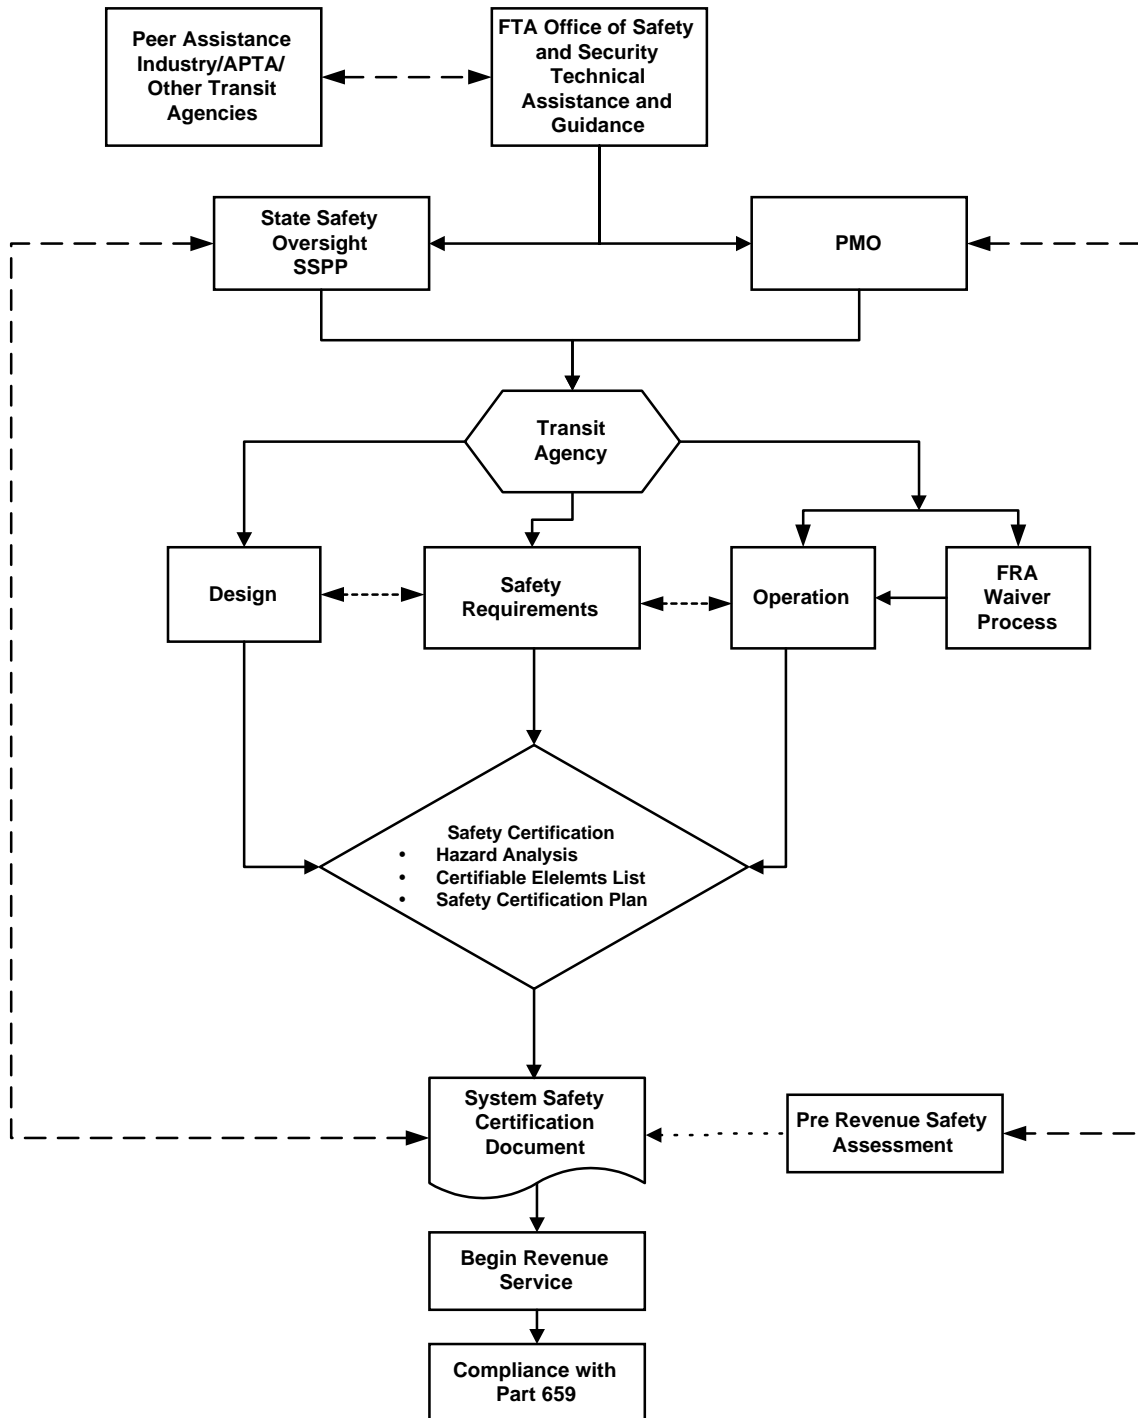 Peer Assistance
Industry/APTA/
Other Transit
Agencies
FTA Office of Safety
and Security
Technical
Assistance and
Guidance
State Safety
Oversight
SSPP
PMO
Transit
Agency
Design
Safety
Requirements
Operation
FRA
Waiver
Process
Safety Certification
• Hazard Analysis
• Certifiable Elelemts List
• Safety Certification Plan
System Safety
Certification
Document
Pre Revenue Safety
Assessment
Begin Revenue
Service
Compliance with
Part 659